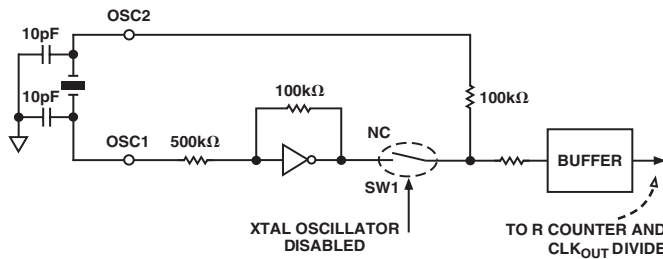 OSC2
10pF
10pF
OSC1
500kΩ
100kΩ
100kΩ
NC
SW1
BUFFER
XTAL OSCILLATOR
DISABLED
TO R COUNTER AND
CLKOUT DIVIDE